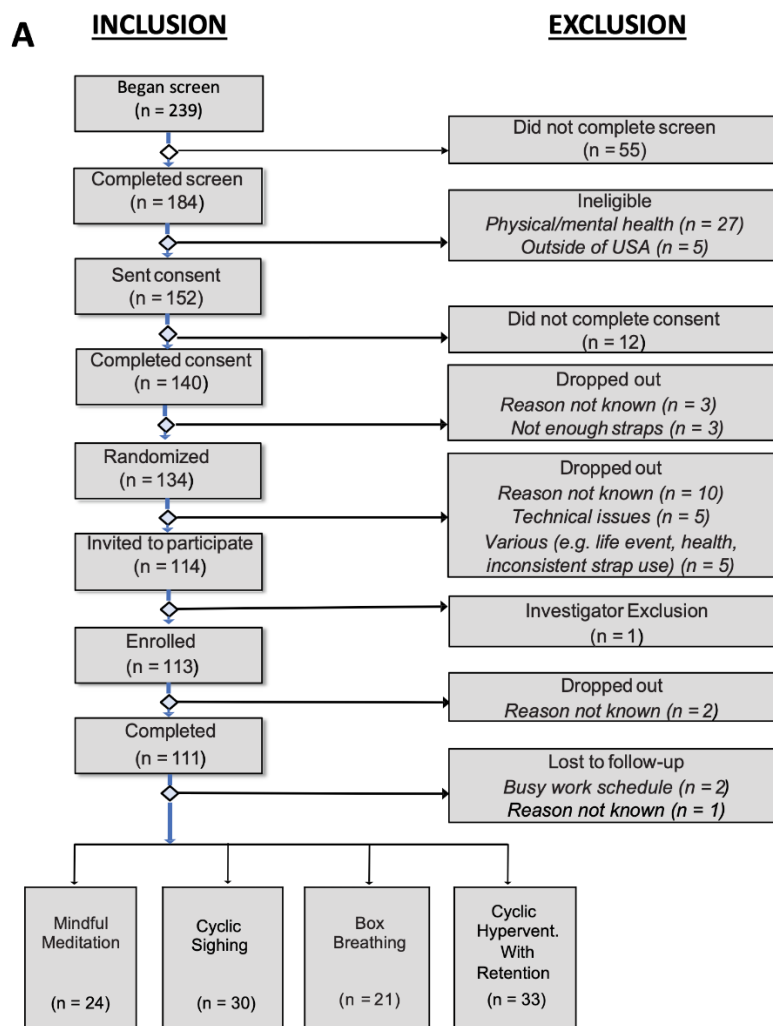 A
INCLUSION
EXCLUSION
Began screen
(n = 239)
Did not complete screen
(n = 55)
Completed screen
(n = 184)
Ineligible
Physical/mental health (n = 27)
Outside of USA (n = 5)
Sent consent
(n = 152)
Did not complete consent
(n = 12)
Completed consent
(n = 140)
Dropped out
Reason not known (n = 3)
Not enough straps (n = 3)
Randomized
(n = 134)
Dropped out
Reason not known (n = 10)
Technical issues (n = 5)
Various (e.g. life event, health,
inconsistent strap use) (n = 5)
Invited to participate
(n = 114)
Investigator Exclusion
(n = 1)
Enrolled
(n = 113)
Dropped out
Reason not known (n = 2)
Completed
(n = 111)
Lost to follow-up
Busy work schedule (n = 2)
Reason not known (n = 1)
Mindful
Meditation
(n = 24)
Cyclic
Sighing
(n = 30)
Box
Breathing
(n = 21)
Cyclic
Hypervent.
With
Retention
(n = 33)